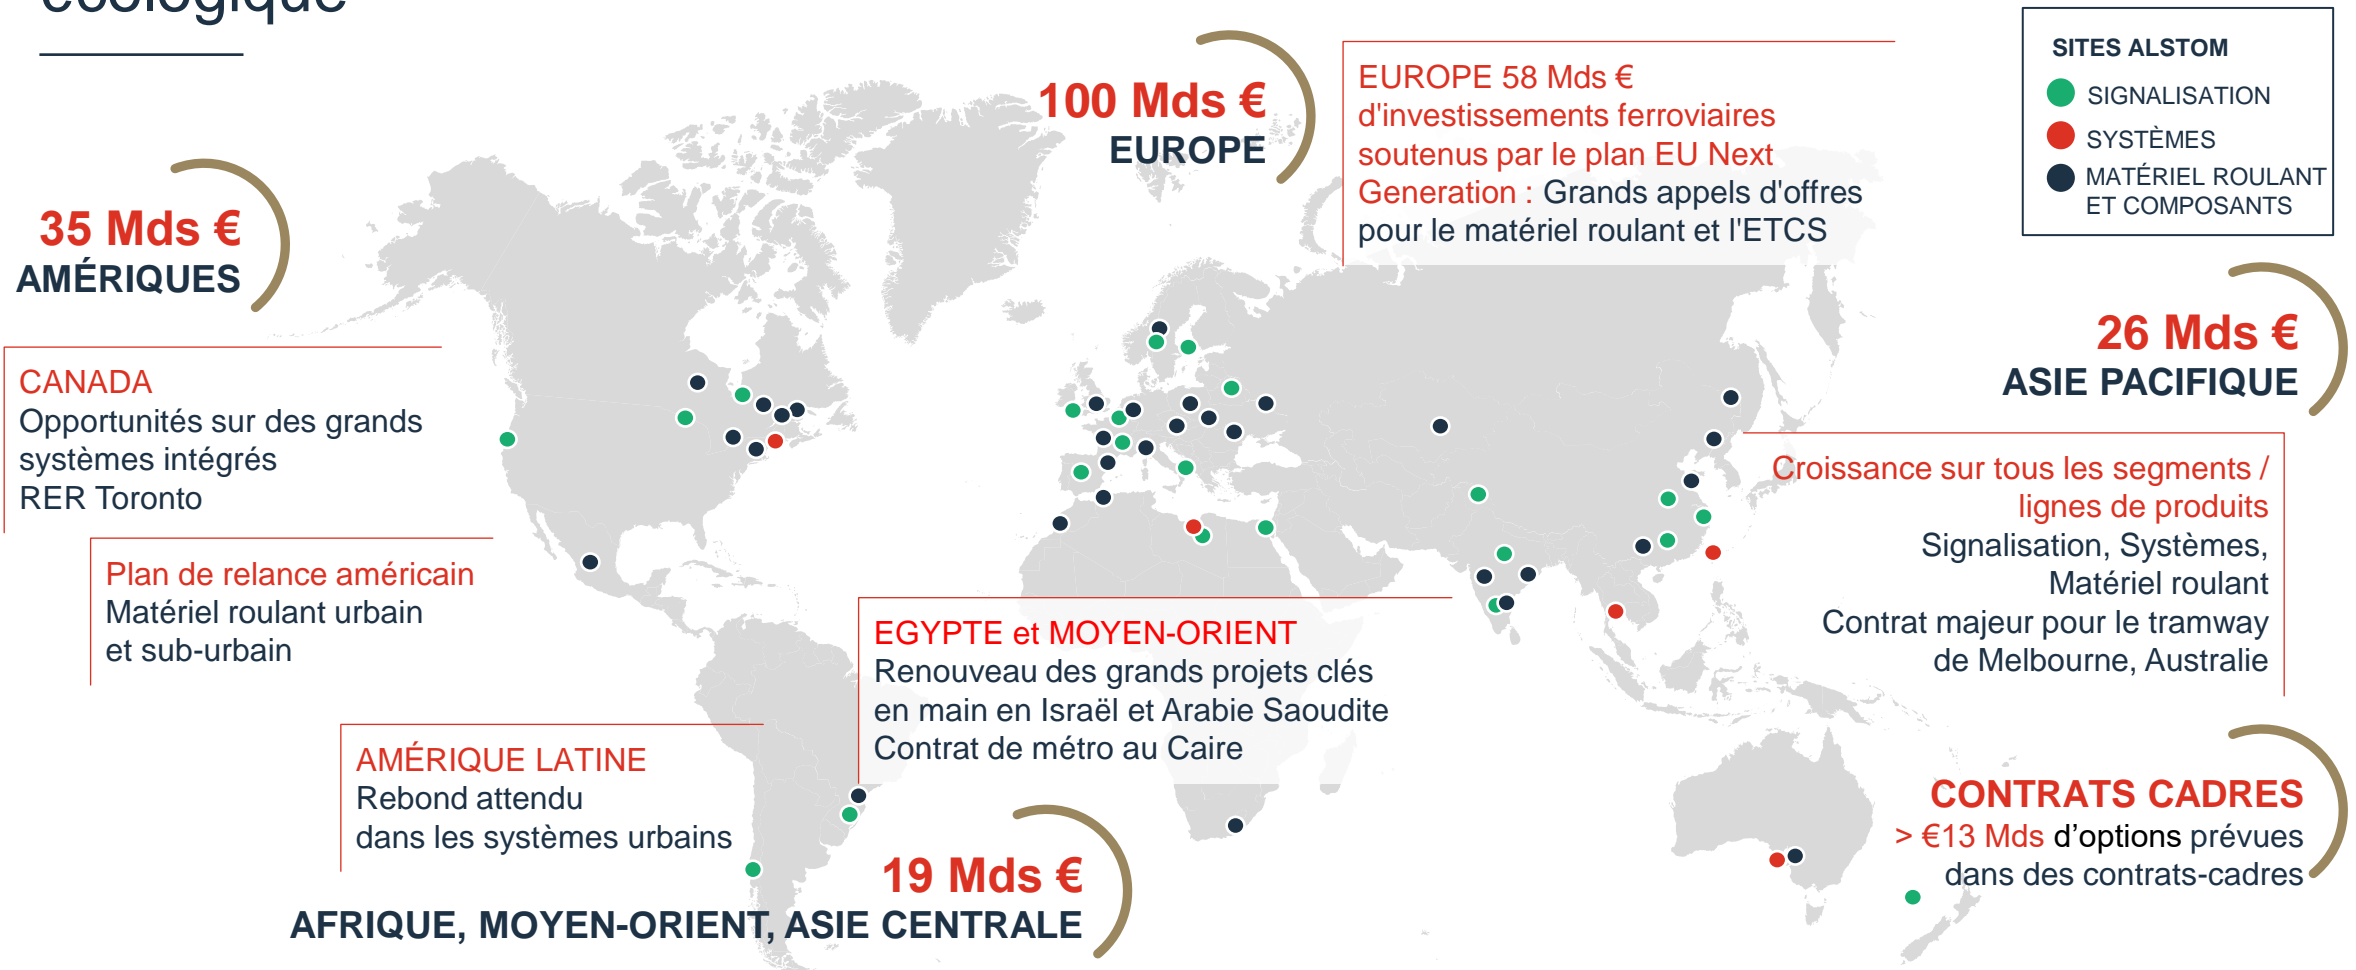 écologique
SITES ALSTOM
SIGNALISATION
SYSTÈMES
MATÉRIEL ROULANT
ET COMPOSANTS
100 Mds €
EUROPE
EUROPE 58 Mds €
d'investissements ferroviaires
soutenus par le plan EU Next
Generation : Grands appels d'offres
pour le matériel roulant et l'ETCS
35 Mds €
AMÉRIQUES
26 Mds €
ASIE PACIFIQUE
CANADA
Opportunités sur des grands
systèmes intégrés
RER Toronto
Croissance sur tous les segments /
lignes de produits
Signalisation, Systèmes,
Matériel roulant
Contrat majeur pour le tramway
de Melbourne, Australie
Plan de relance américain
Matériel roulant urbain
et sub-urbain
EGYPTE et MOYEN-ORIENT
Renouveau des grands projets clés
en main en Israël et Arabie Saoudite
Contrat de métro au Caire
AMÉRIQUE LATINE
Rebond attendu
dans les systèmes urbains
CONTRATS CADRES
> €13 Mds d’options prévues
dans des contrats-cadres
19 Mds €
AFRIQUE, MOYEN-ORIENT, ASIE CENTRALE